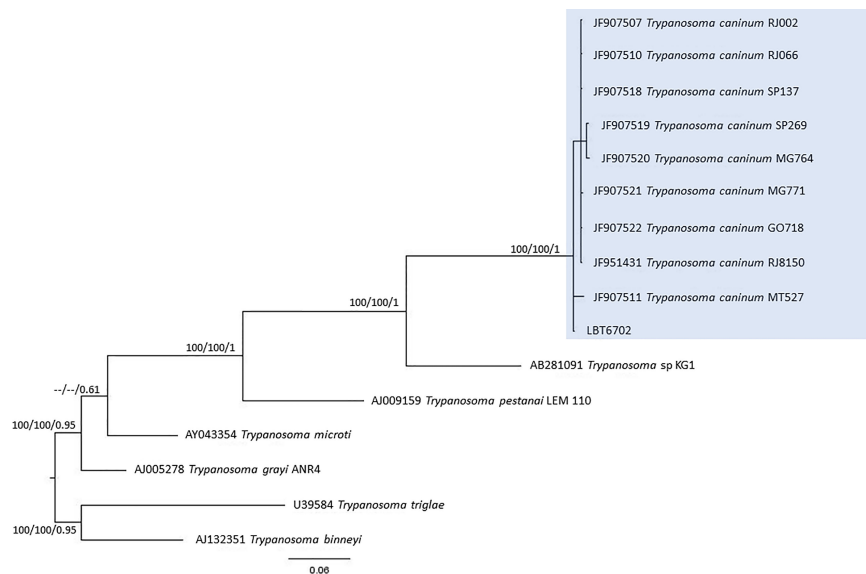 JF907507 Trypanosoma caninum RJ002
JF907510 Trypanosoma caninum RJ066
JF907518 Trypanosoma caninum SP137
JF907519 Trypanosoma caninum SP269
JF907520 Trypanosoma caninum MG764
JF907521 Trypanosoma caninum MG771
JF907522 Trypanosoma caninum GO718
100/100/1
JF951431 Trypanosoma caninum RJ8150
JF907511 Trypanosoma caninum MT527
100/100/1
LBT6702
100/100/1
AB281091 Trypanosoma sp KG1
--/--/0.61
AJ009159 Trypanosoma pestanai LEM 110
100/100/0.95
AY043354 Trypanosoma microti
AJ005278 Trypanosoma grayi ANR4
U39584 Trypanosoma triglae
100/100/0.95
AJ132351 Trypanosoma binneyi
0.06